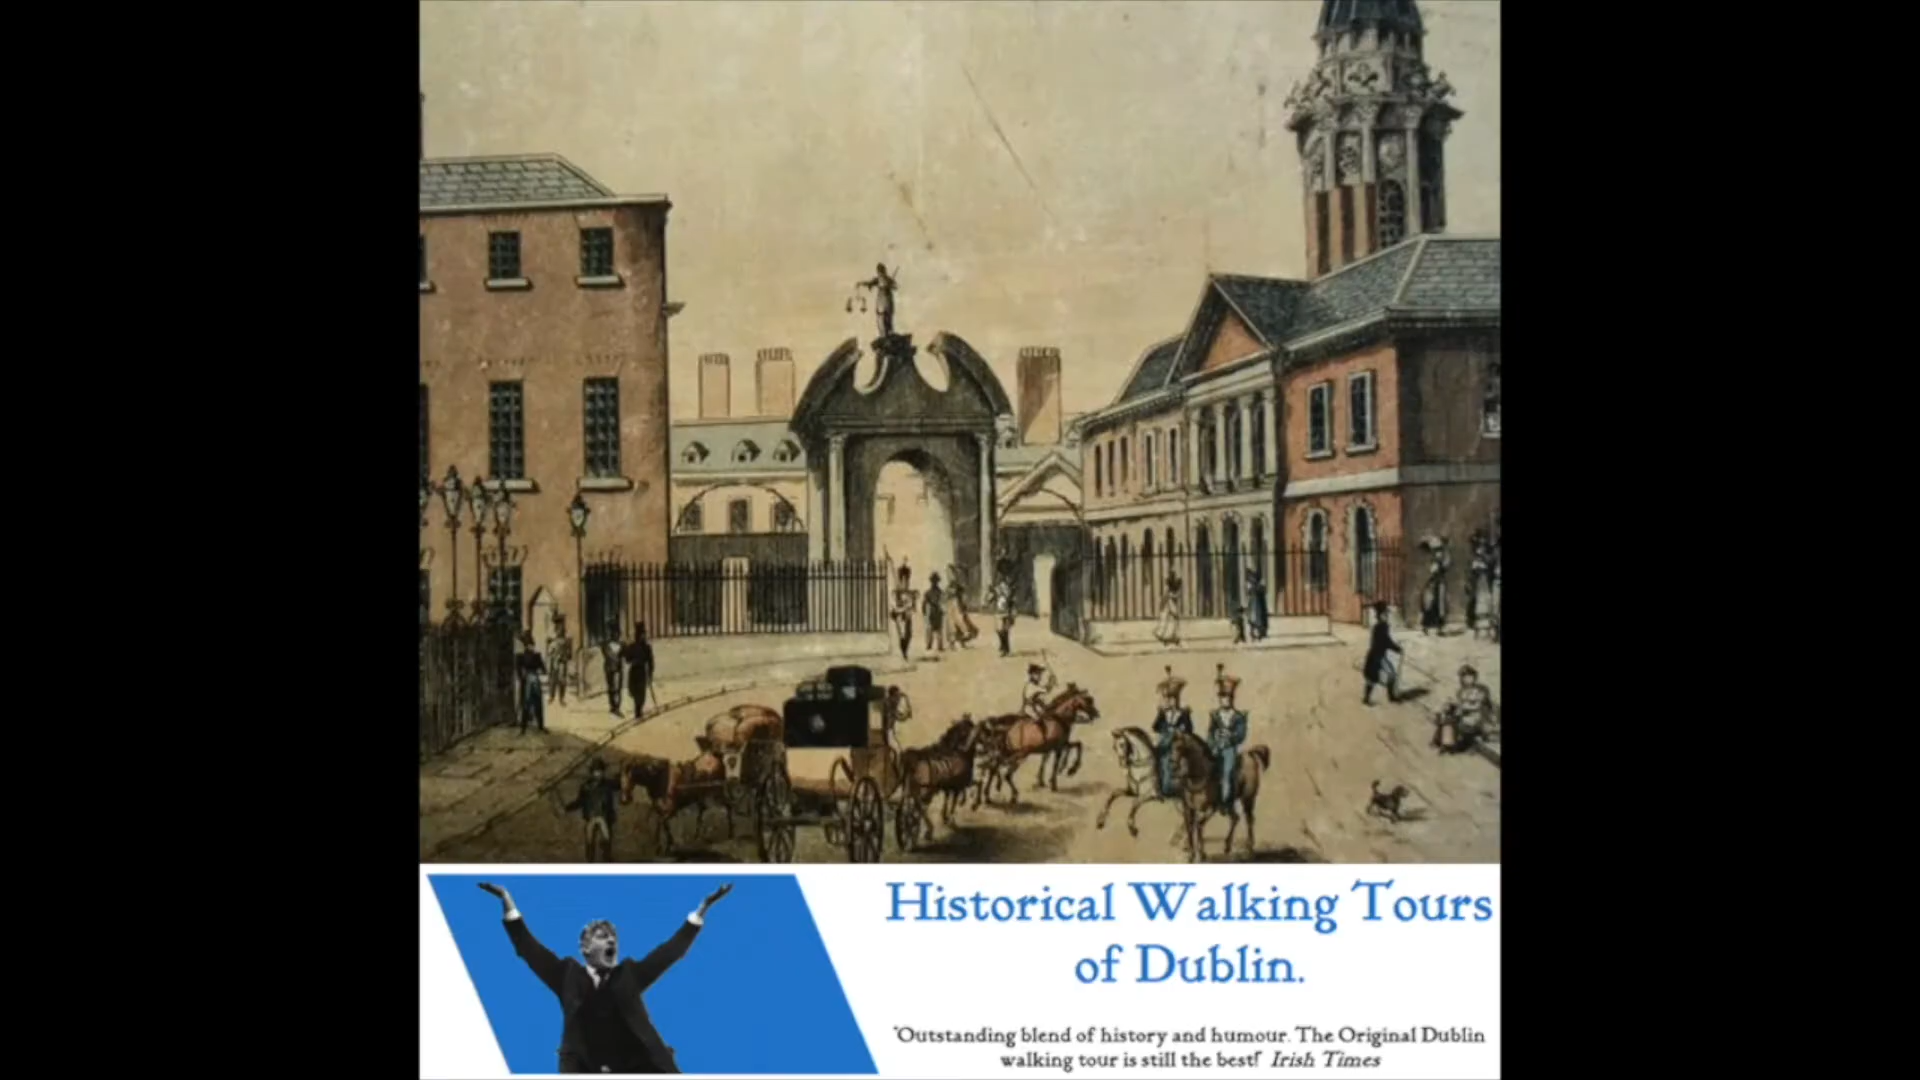 Historical Walking Tours
of Dublin.
"Outstanding blend of history and humour. The Original Dublin
walking tour is still the best!" Irish Times